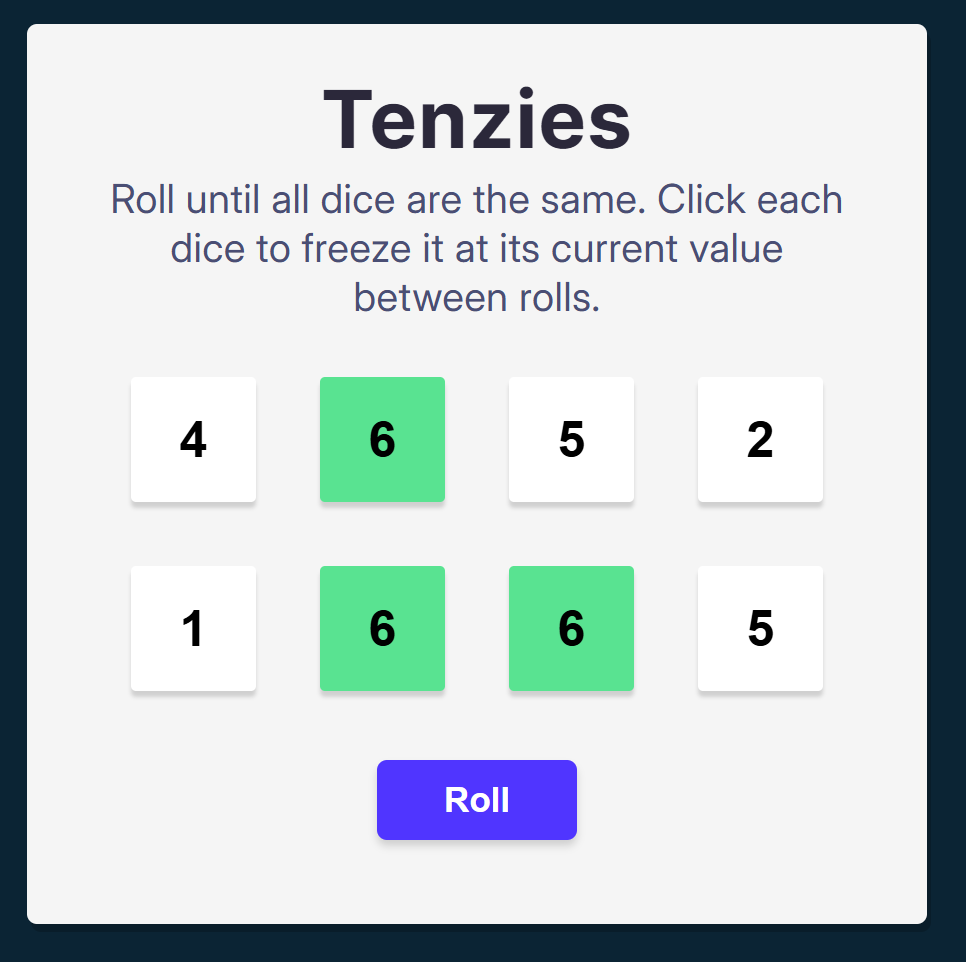 Tenzies
Roll until all dice are the same. Click each
dice to freeze it at its current value
between rolls.
4 6 5 2
1 6 6 5
Roll